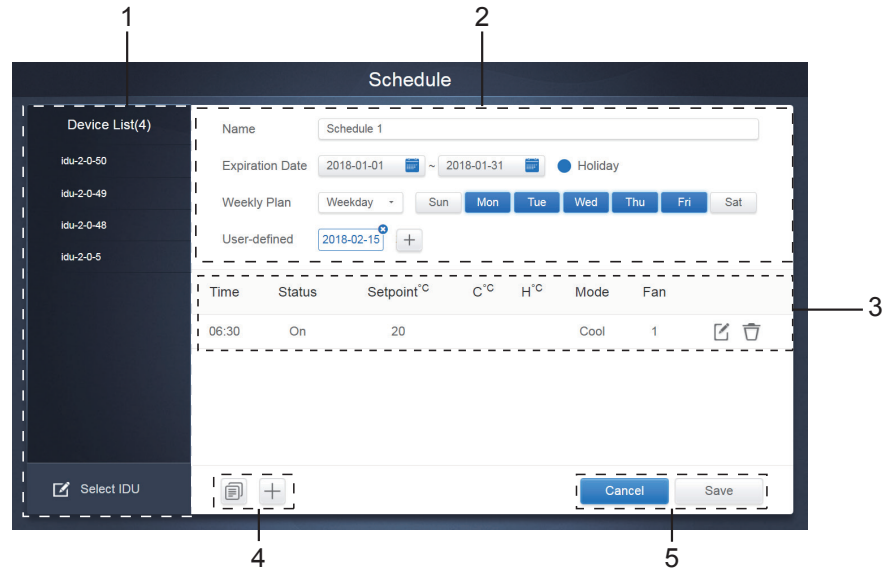 1
2
Schedule
Device List(4)
idu-2-0-50
idu-2-0-49
idu-2-0-48
idu-2-0-5
Select IDU
Name Schedule 1
Expiration Date 2018-01-01 ~ 2018-01-31 Holiday
Weekly Plan Weekday Sun Mon Tue Wed Thu Fri Sat
User-defined 2018-02-15 +
Time Status Setpoint°C C°C H°C Mode Fan
06:30 On 20 Cool 1
3
+
Cancel Save
4
5